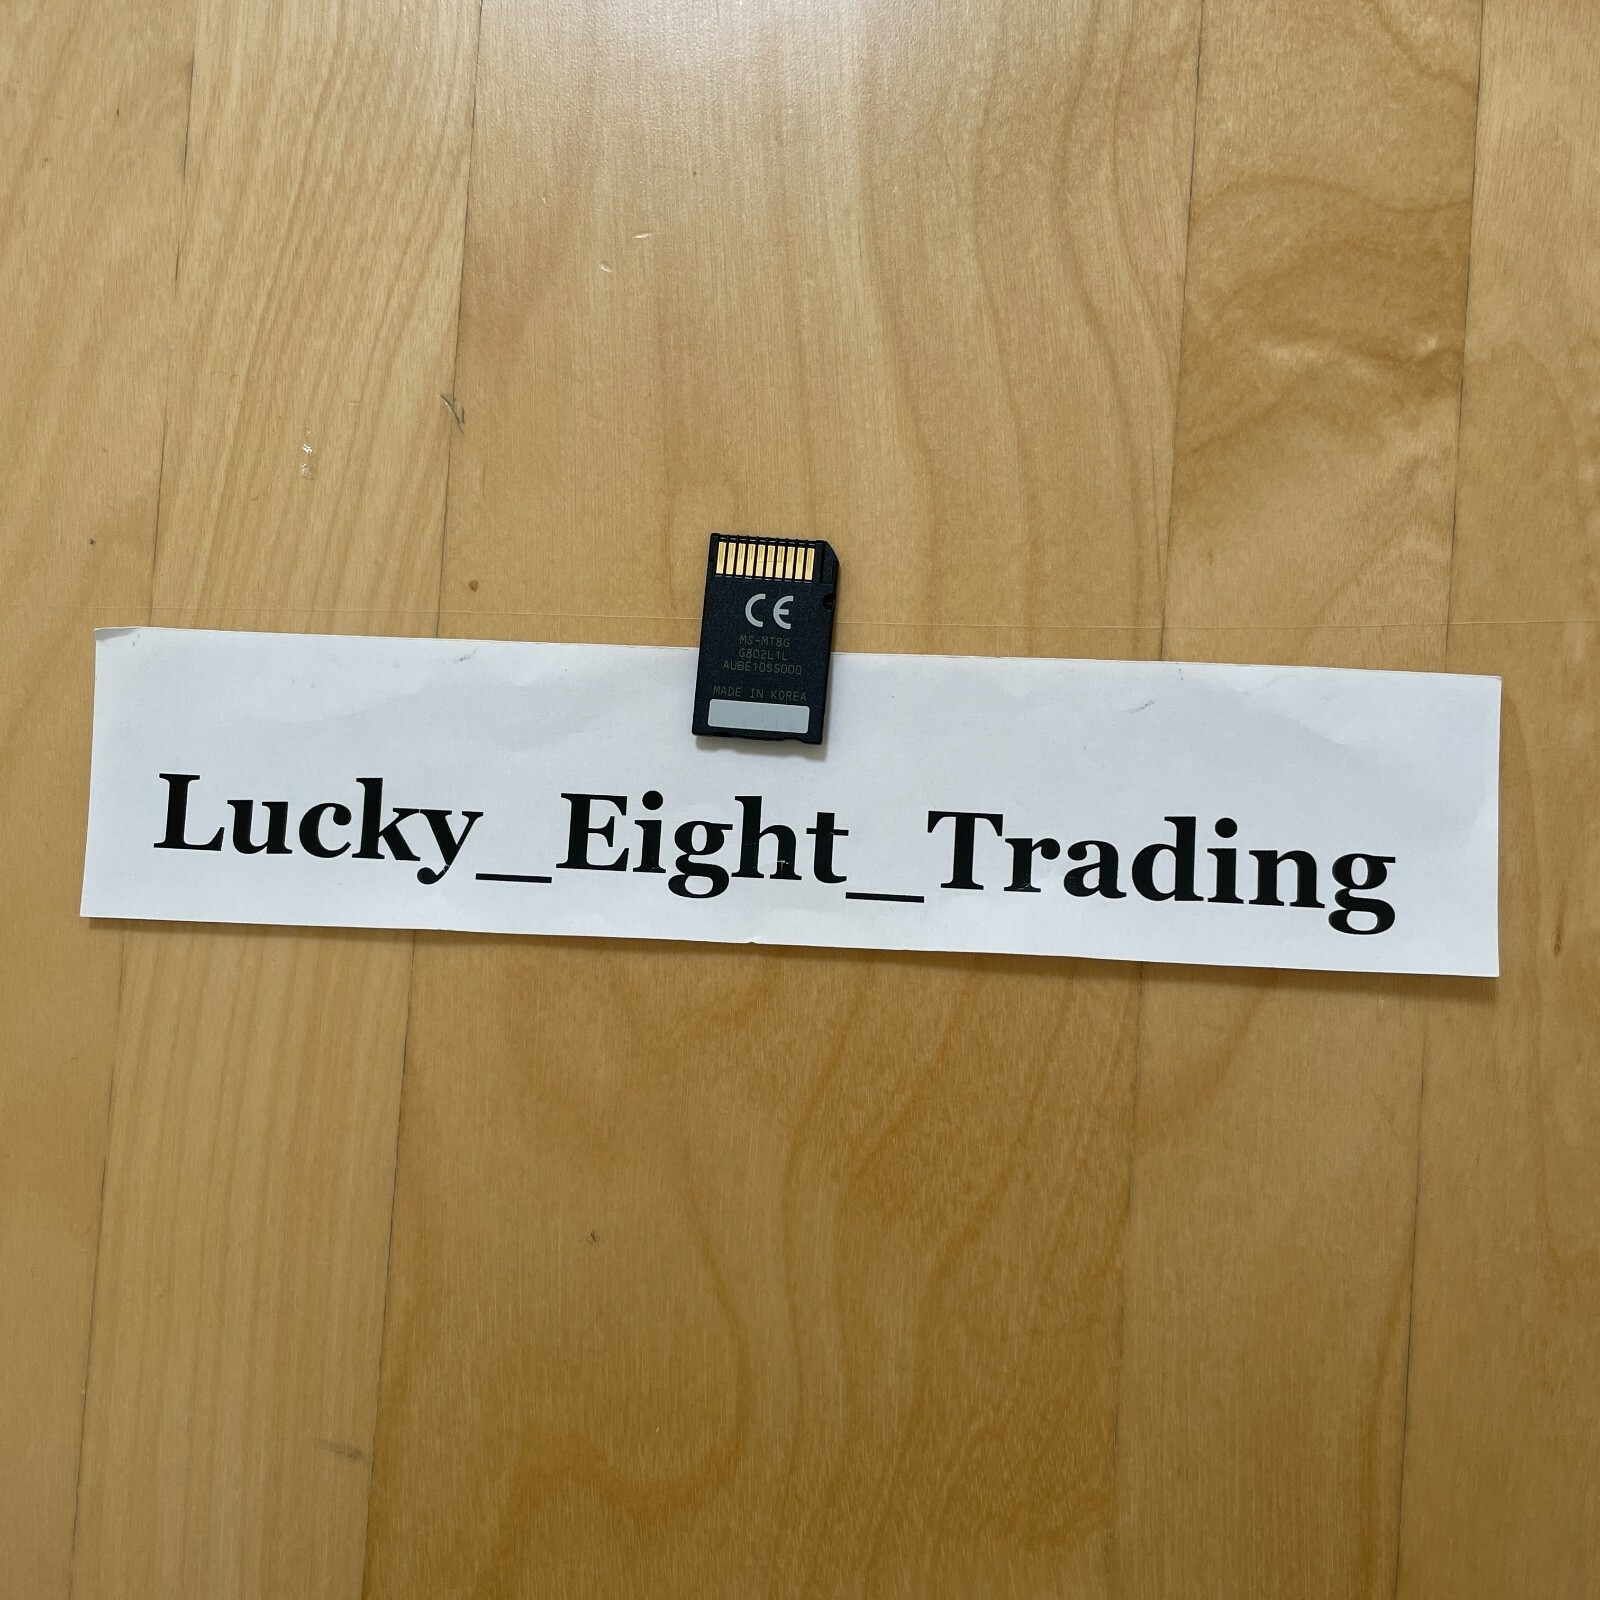 CE
MS-MT8G
G802L1L
AUBE10SS000
MADE IN KOREA
Lucky_Eight_Trading